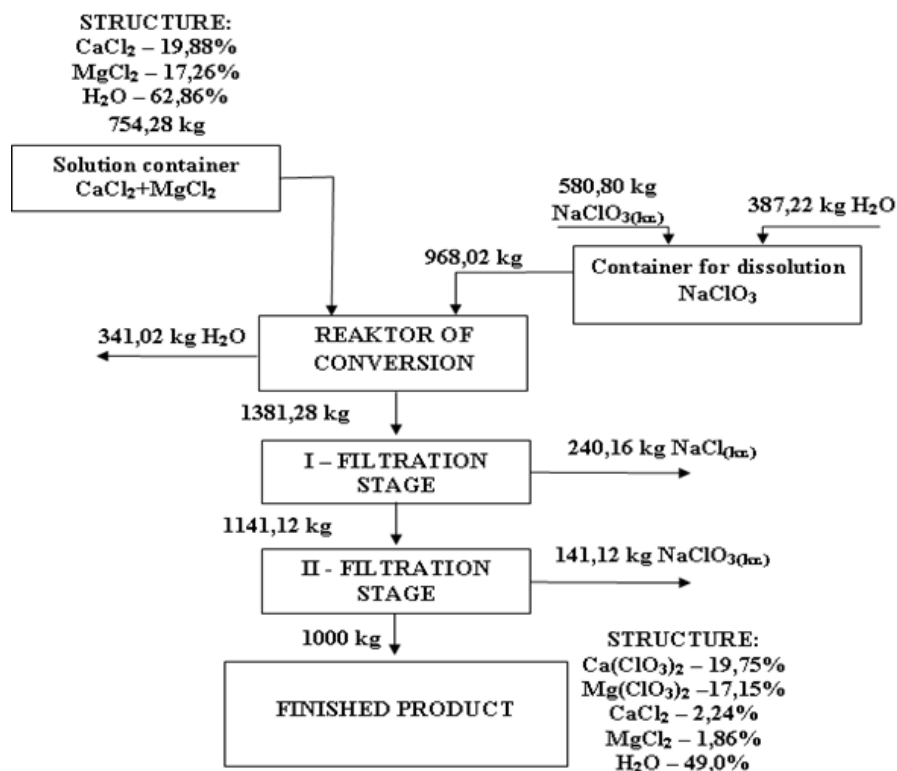 STRUCTURE:
CaCl₂ – 19,88%
MgCl₂ – 17,26%
H₂O – 62,86%
754,28 kg
Solution container
CaCl₂+MgCl₂
580,80 kg
NaClO₃(kr.)
387,22 kg H₂O
968,02 kg
Container for dissolution
NaClO₃
341,02 kg H₂O
REAKTOR OF
CONVERSION
1381,28 kg
I – FILTRATION
STAGE
240,16 kg NaCl(kr.)
1141,12 kg
II - FILTRATION
STAGE
141,12 kg NaClO₃(kr.)
1000 kg
FINISHED PRODUCT
STRUCTURE:
Ca(ClO₃)₂ – 19,75%
Mg(ClO₃)₂ –17,15%
CaCl₂ – 2,24%
MgCl₂ – 1,86%
H₂O – 49,0%